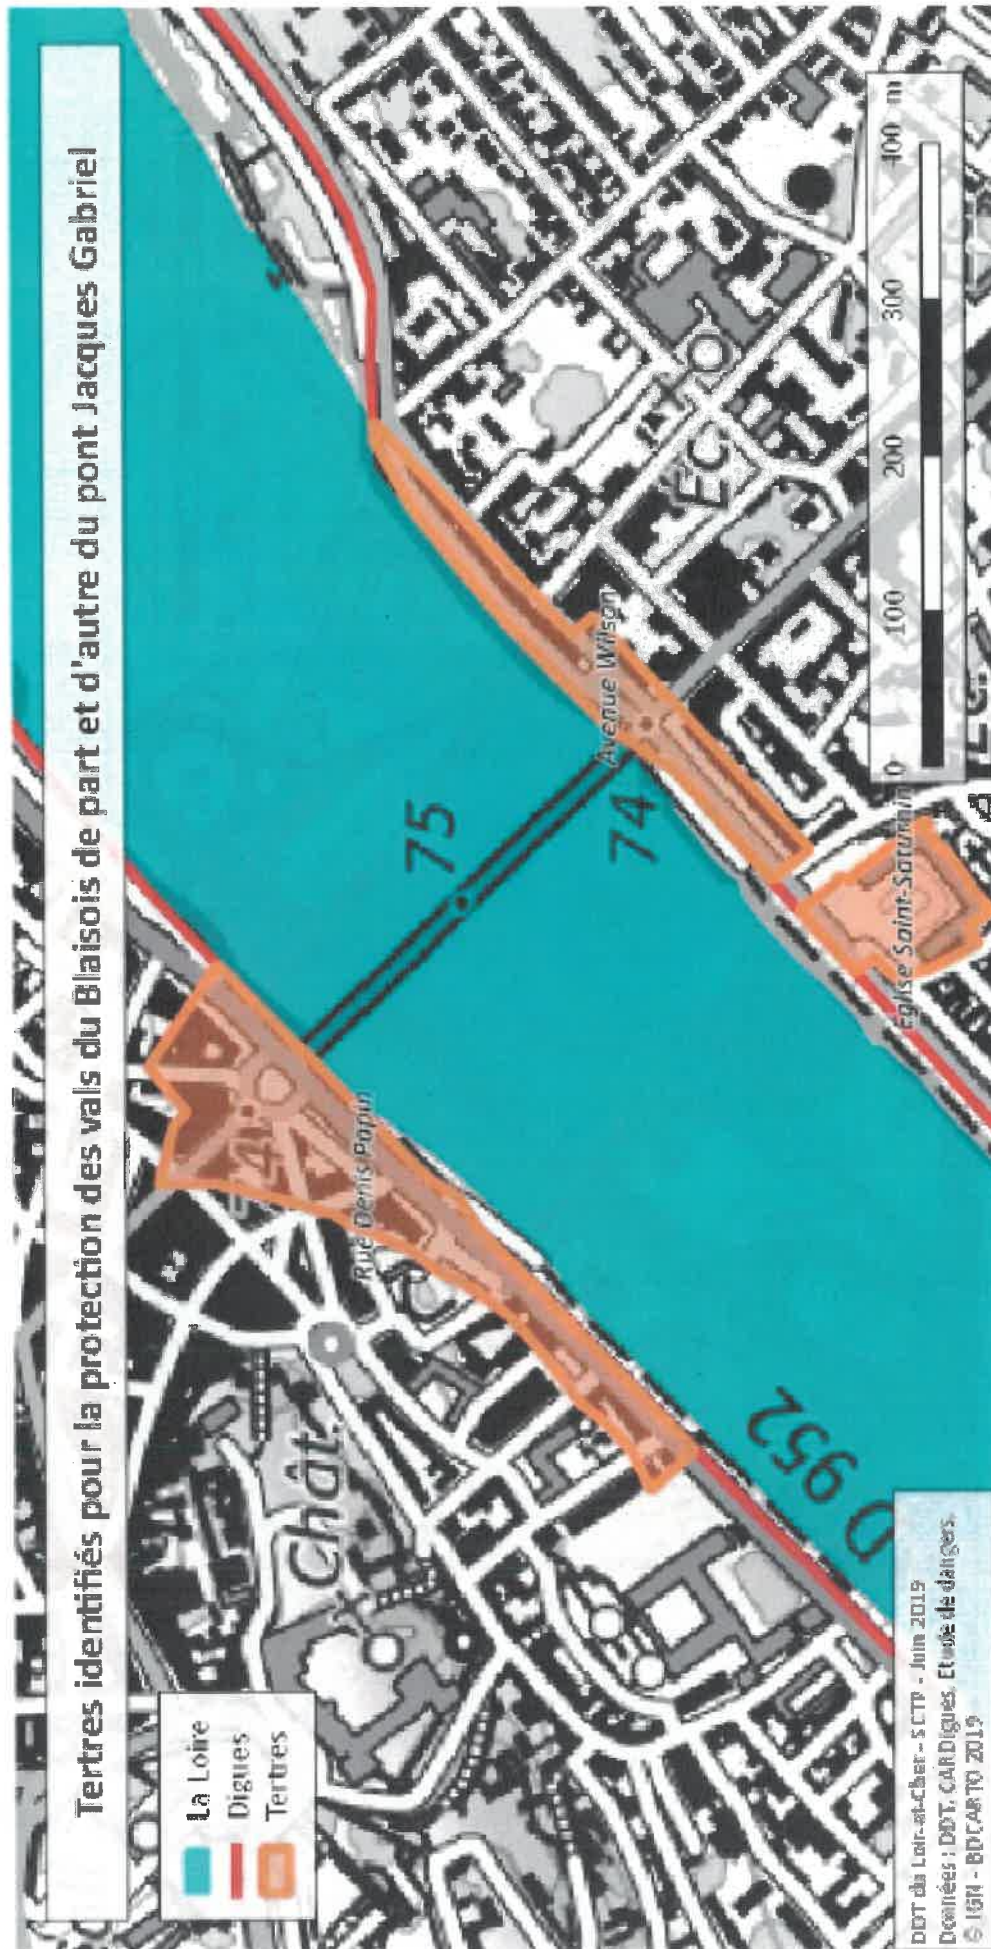 Tertres identifiés pour la protection des vals du Blaisois de part et d'autre du pont Jacques Gabriel
La Loire
Digues
Tertres
Chât.
Rue Denis Papin
75
74
Avenue Wilson
Éc.
Église Saint-Saturnin
D 952
0 100 200 300 400 m
DDT du Loir-et-Cher - SCTP - Juin 2019
Données : DDT, CARDigues, Etude de dangers.
© IGN - BDCARTO 2019